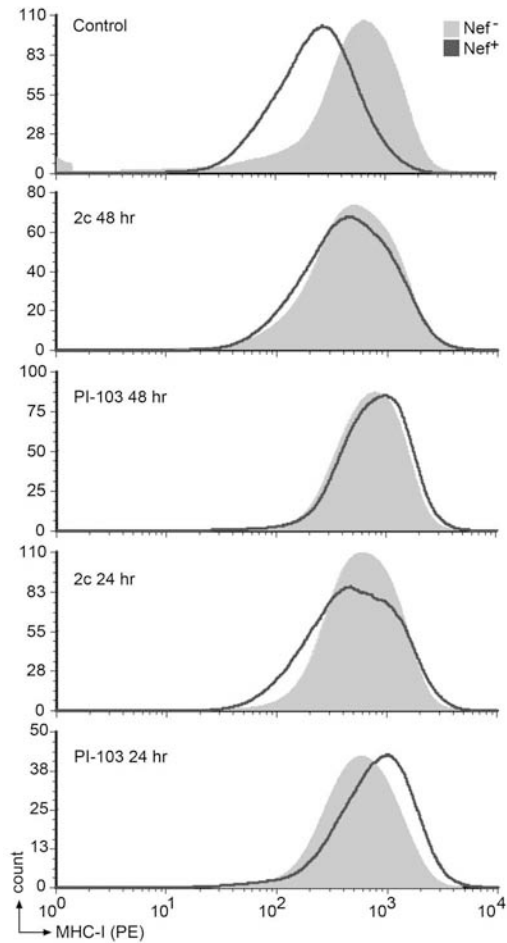 110
Control
Nef-
Nef+
83
55
28
0
80
2c 48 hr
60
40
20
0
100
PI-103 48 hr
75
50
25
0
110
2c 24 hr
83
55
28
0
50
PI-103 24 hr
38
25
13
0
10⁰ 10¹ 10² 10³ 10⁴
count
MHC-I (PE)